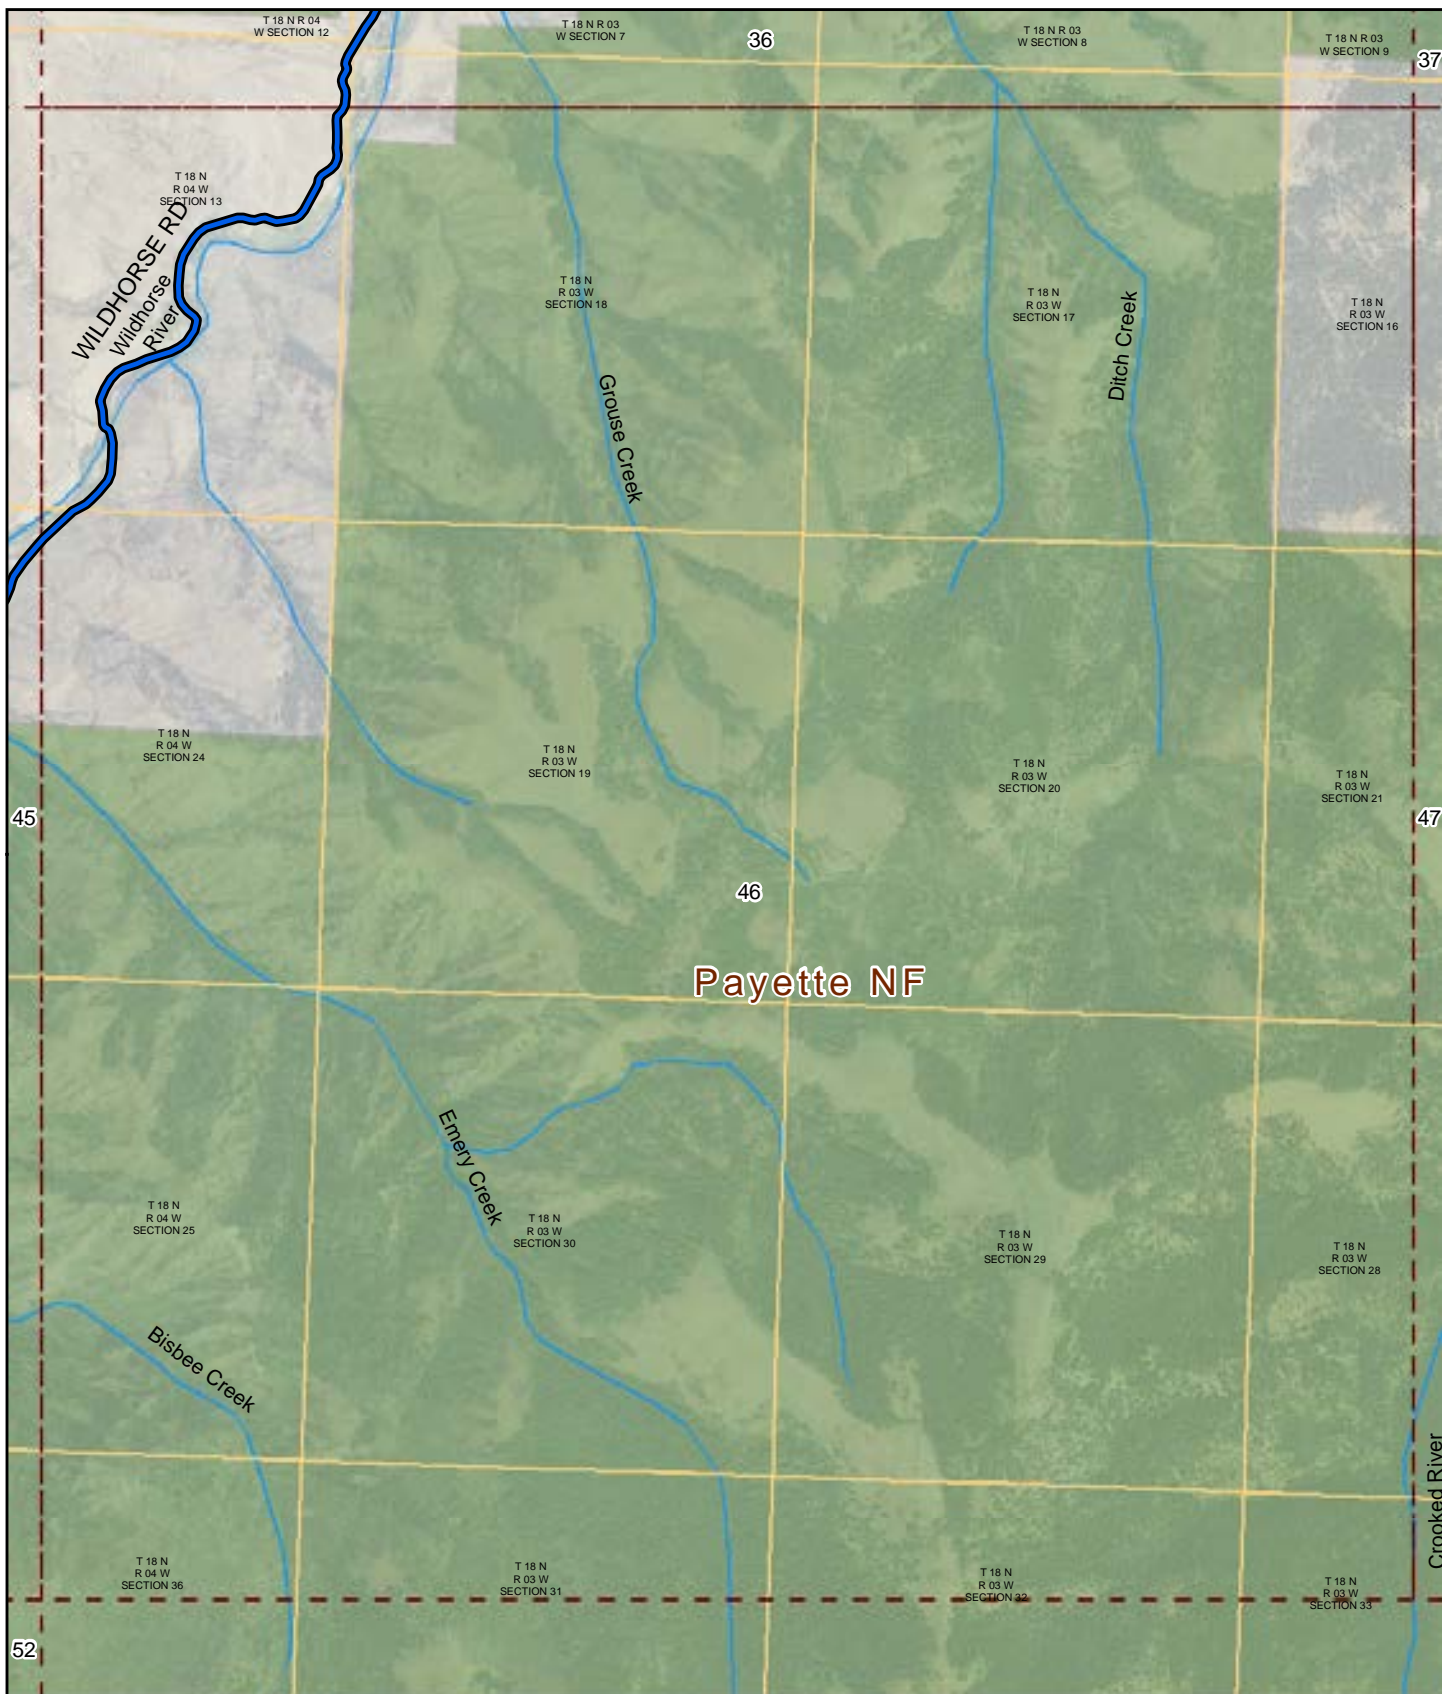 T 18 N R 04
W SECTION 12
T 18 N R 03
W SECTION 7
36
T 18 N R 03
W SECTION 8
T 18 N R 03
W SECTION 9
37
T 18 N
R 04 W
SECTION 13
WILDHORSE RD
Wildhorse
River
T 18 N
R 03 W
SECTION 18
T 18 N
R 03 W
SECTION 17
Ditch Creek
T 18 N
R 03 W
SECTION 16
Grouse Creek
T 18 N
R 04 W
SECTION 24
T 18 N
R 03 W
SECTION 19
T 18 N
R 03 W
SECTION 20
T 18 N
R 03 W
SECTION 21
45
47
46
Payette NF
Emery Creek
T 18 N
R 04 W
SECTION 25
T 18 N
R 03 W
SECTION 30
T 18 N
R 03 W
SECTION 29
T 18 N
R 03 W
SECTION 28
Bisbee Creek
Crooked River
T 18 N
R 04 W
SECTION 36
T 18 N
R 03 W
SECTION 31
T 18 N
R 03 W
SECTION 32
T 18 N
R 03 W
SECTION 33
52